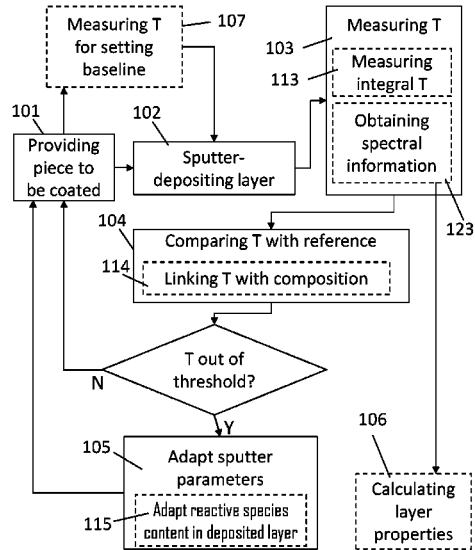 Measuring T
for setting
baseline
107
103
Measuring T
113
Measuring
integral T
Obtaining
spectral
information
123
101
Providing
piece to
be coated
102
Sputter-
depositing layer
104
Comparing T with reference
114
Linking T with composition
T out of
threshold?
N
Y
105
Adapt sputter
parameters
115
Adapt reactive species
content in deposited layer
106
Calculating
layer
properties